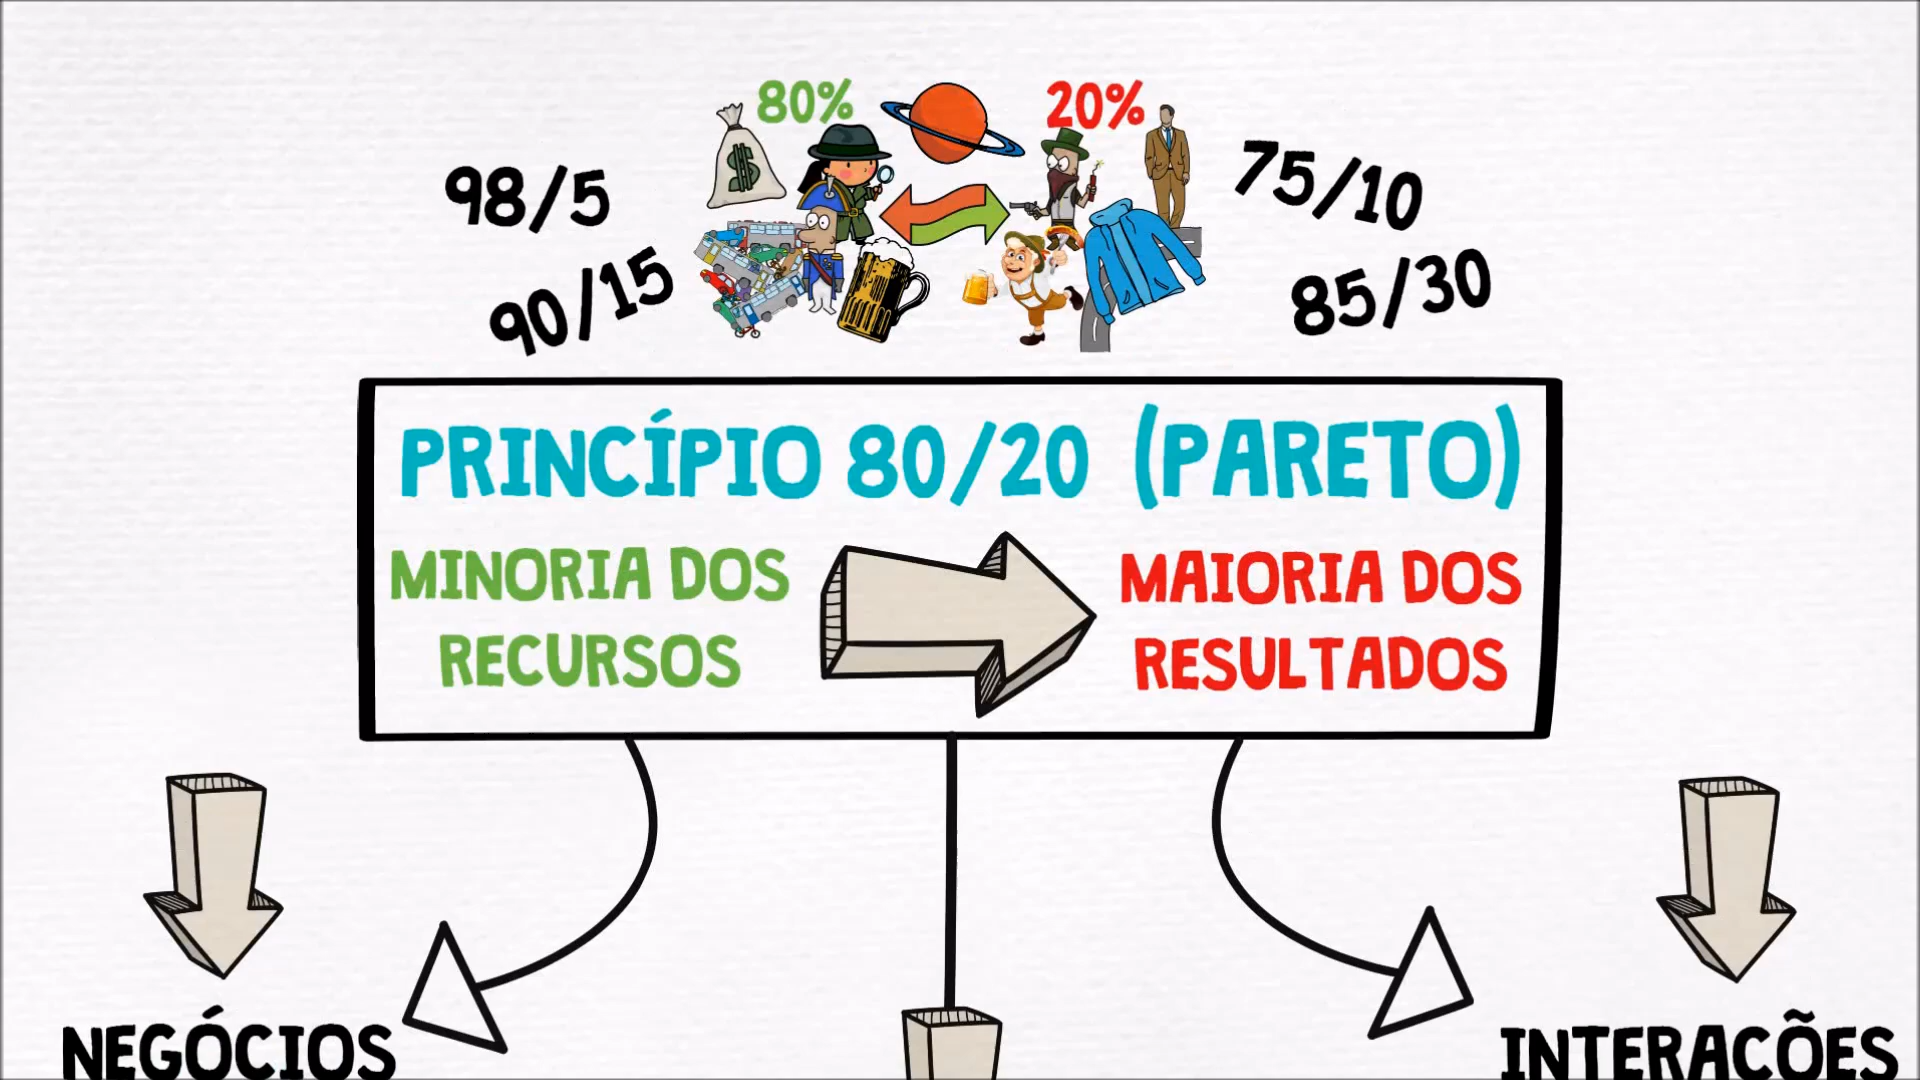 80%
20%
98/5
75/10
90/15
85/30
PRINCÍPIO 80/20 (PARETO)
MINORIA DOS
RECURSOS
MAIORIA DOS
RESULTADOS
NEGÓCIOS
INTERAÇÕES